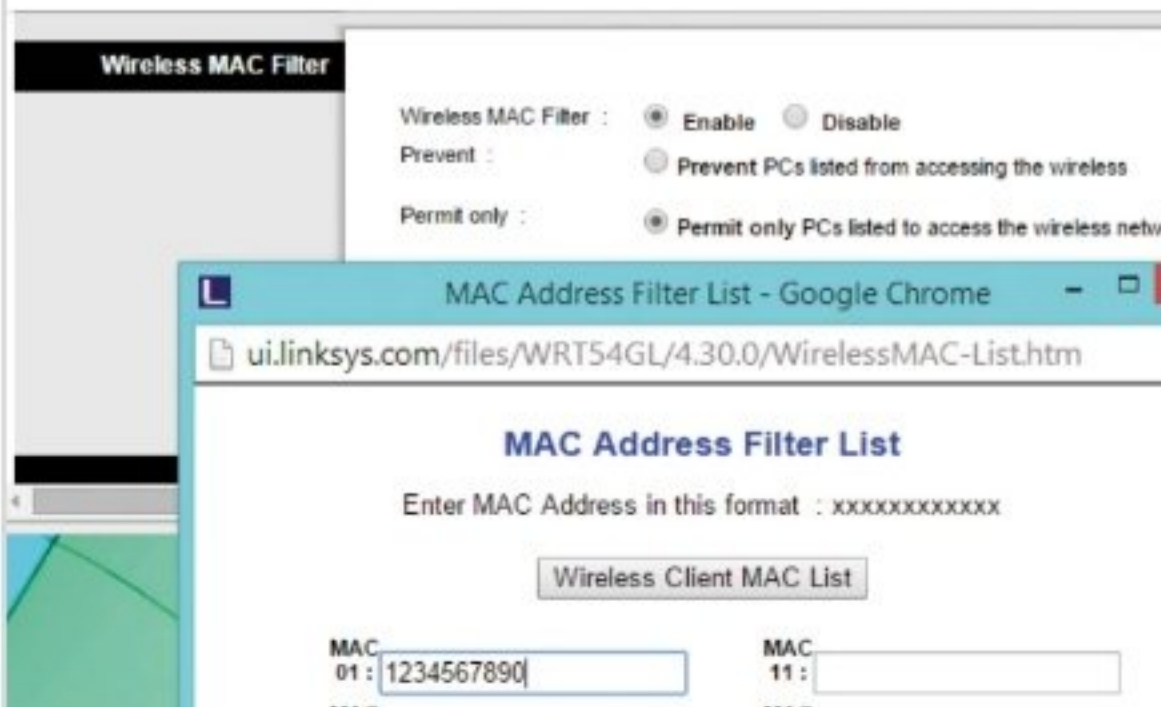 Wireless MAC Filter
Wireless MAC Filter : Enable Disable
Prevent : Prevent PCs listed from accessing the wireless
Permit only : Permit only PCs listed to access the wireless netw
L MAC Address Filter List - Google Chrome
ui.linksys.com/files/WRT54GL/4.30.0/WirelessMAC-List.htm
MAC Address Filter List
Enter MAC Address in this format : xxxxxxxxxxxx
Wireless Client MAC List
MAC 01 : 1234567890 MAC 11 :